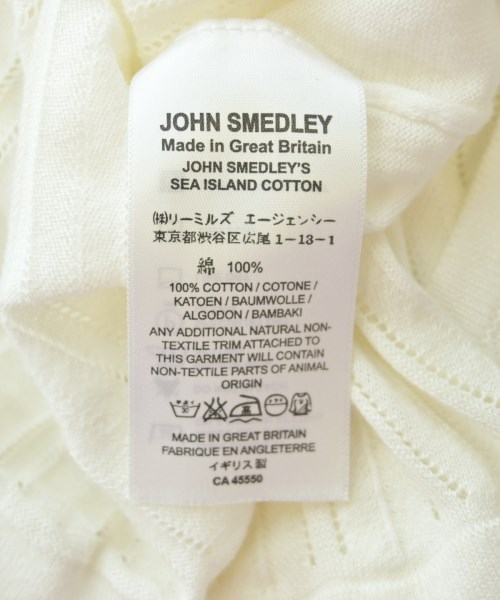 JOHN SMEDLEY
Made in Great Britain
JOHN SMEDLEY'S
SEA ISLAND COTTON
㈱リーミルズ エージェンシー
東京都渋谷区広尾 1-13-1
綿 100%
100% COTTON / COTONE /
KATOEN / BAUMWOLLE /
ALGODON / BAMBAKI
ANY ADDITIONAL NATURAL NON-
TEXTILE TRIM ATTACHED TO
THIS GARMENT WILL CONTAIN
NON-TEXTILE PARTS OF ANIMAL
ORIGIN
MADE IN GREAT BRITAIN
FABRIQUE EN ANGLETERRE
イギリス製
CA 45550